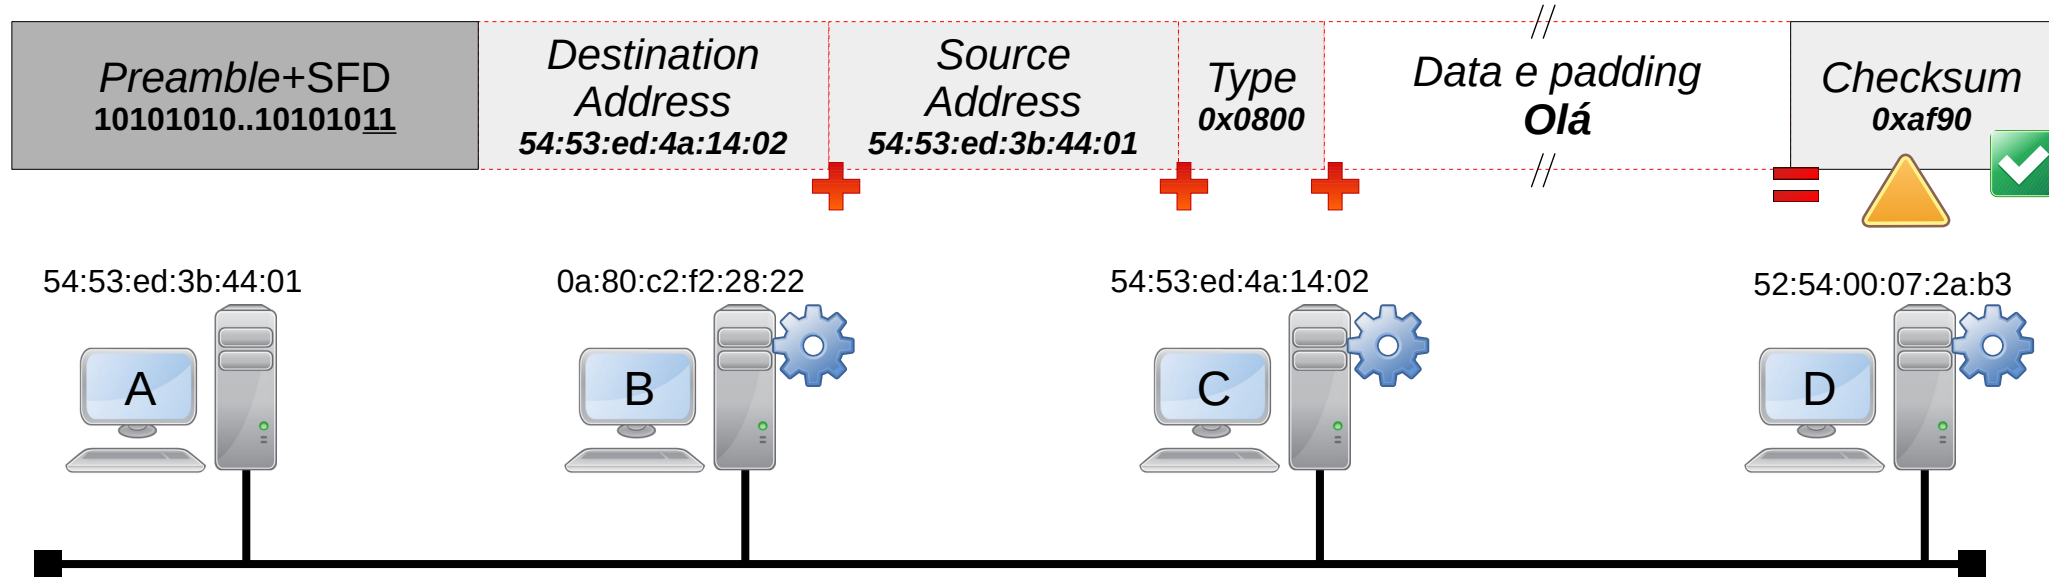 Preamble+SFD
10101010..10101011
Destination
Address
54:53:ed:4a:14:02
Source
Address
54:53:ed:3b:44:01
Type
0x0800
Data e padding
Olá
Checksum
0xaf90
54:53:ed:3b:44:01
0a:80:c2:f2:28:22
54:53:ed:4a:14:02
52:54:00:07:2a:b3
A
B
C
D